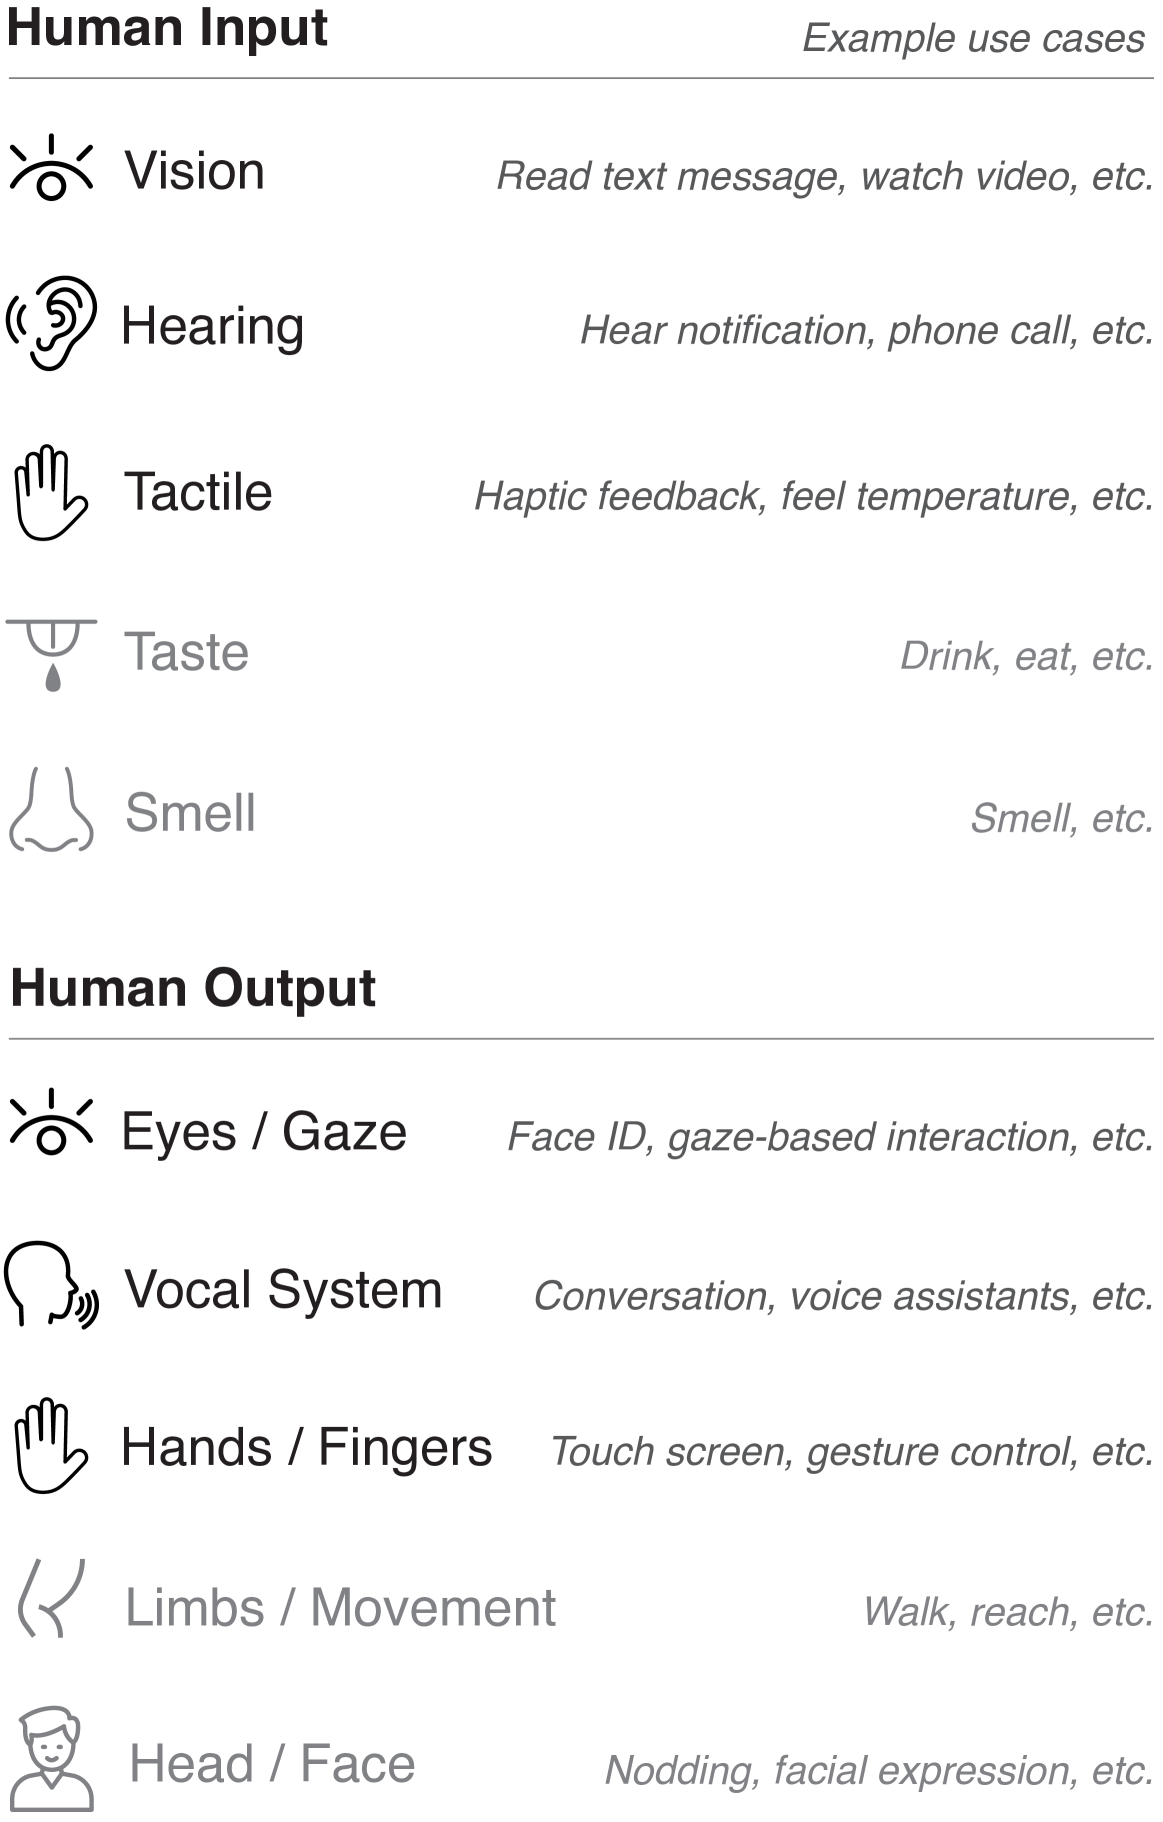 Human Input Example use cases
Vision Read text message, watch video, etc.
Hearing Hear notification, phone call, etc.
Tactile Haptic feedback, feel temperature, etc.
Taste Drink, eat, etc.
Smell Smell, etc.
Human Output
Eyes / Gaze Face ID, gaze-based interaction, etc.
Vocal System Conversation, voice assistants, etc.
Hands / Fingers Touch screen, gesture control, etc.
Limbs / Movement Walk, reach, etc.
Head / Face Nodding, facial expression, etc.